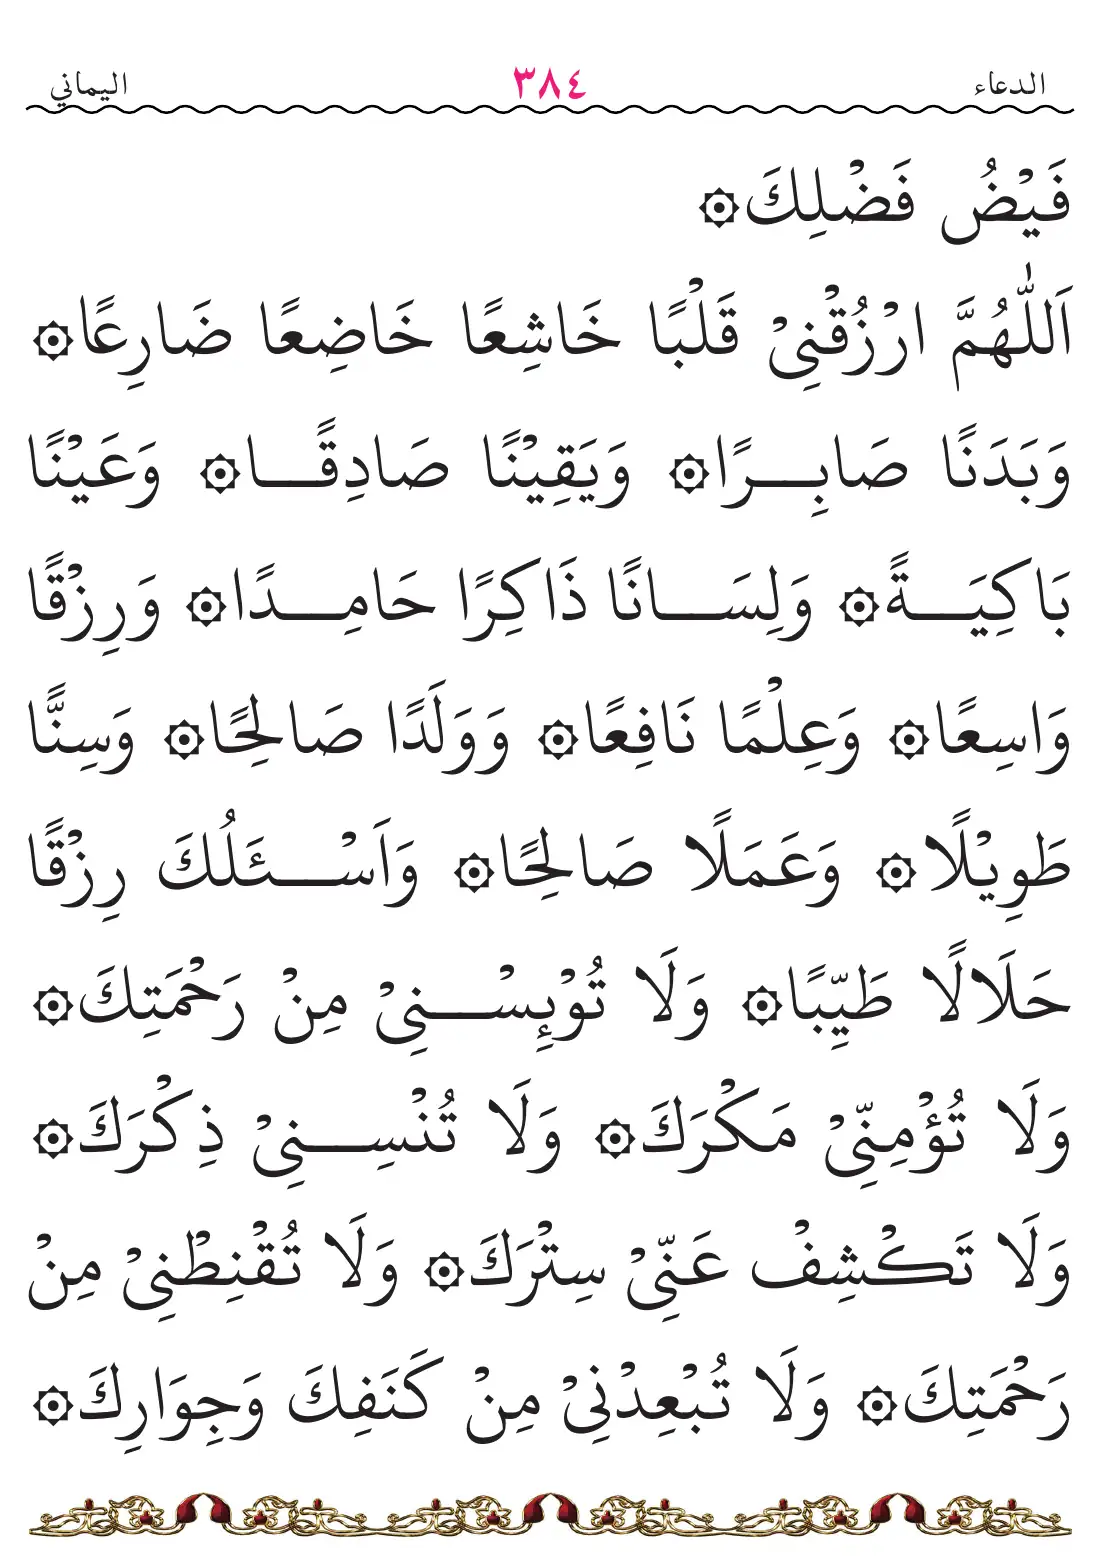 الدعاء ٣٨٤ اليماني
فَيْضُ فَضْلِكَ۞
اَللّٰهُمَّ ارْزُقْنِيْ قَلْبًا خَاشِعًا خَاضِعًا ضَارِعًا۞
وَبَدَنًا صَابِرًا۞ وَيَقِيْنًا صَادِقًا۞ وَعَيْنًا
بَاكِيَةً۞ وَلِسَانًا ذَاكِرًا حَامِدًا۞ وَرِزْقًا
وَاسِعًا۞ وَعِلْمًا نَافِعًا۞ وَوَلَدًا صَالِحًا۞ وَسِنًّا
طَوِيْلًا۞ وَعَمَلًا صَالِحًا۞ وَاَسْئَلُكَ رِزْقًا
حَلَالًا طَيِّبًا۞ وَلَا تُوْئِسْنِيْ مِنْ رَحْمَتِكَ۞
وَلَا تُؤْمِنِّيْ مَكْرَكَ۞ وَلَا تُنْسِنِيْ ذِكْرَكَ۞
وَلَا تَكْشِفْ عَنِّيْ سِتْرَكَ۞ وَلَا تُقْنِطْنِيْ مِنْ
رَحْمَتِكَ۞ وَلَا تُبْعِدْنِيْ مِنْ كَنَفِكَ وَجِوَارِكَ۞